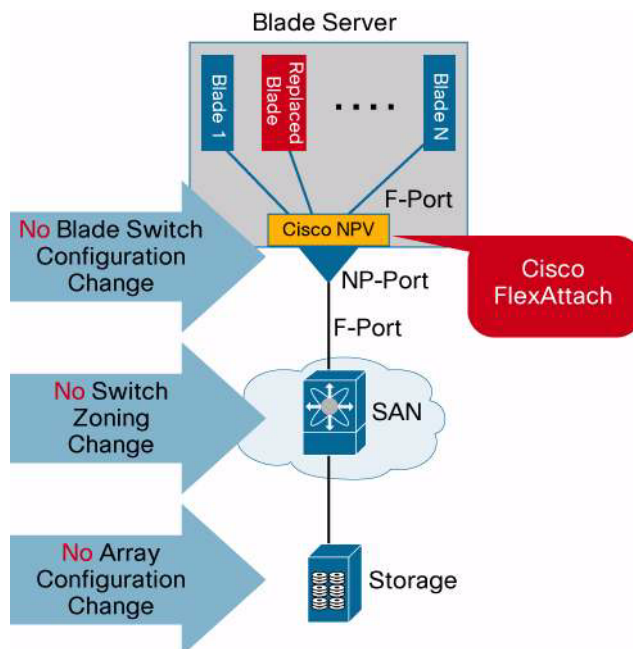 Blade Server
Blade 1
Replaced
Blade
Blade N
F-Port
Cisco NPV
No Blade Switch
Configuration
Change
Cisco
FlexAttach
NP-Port
F-Port
No Switch
Zoning
Change
SAN
No Array
Configuration
Change
Storage